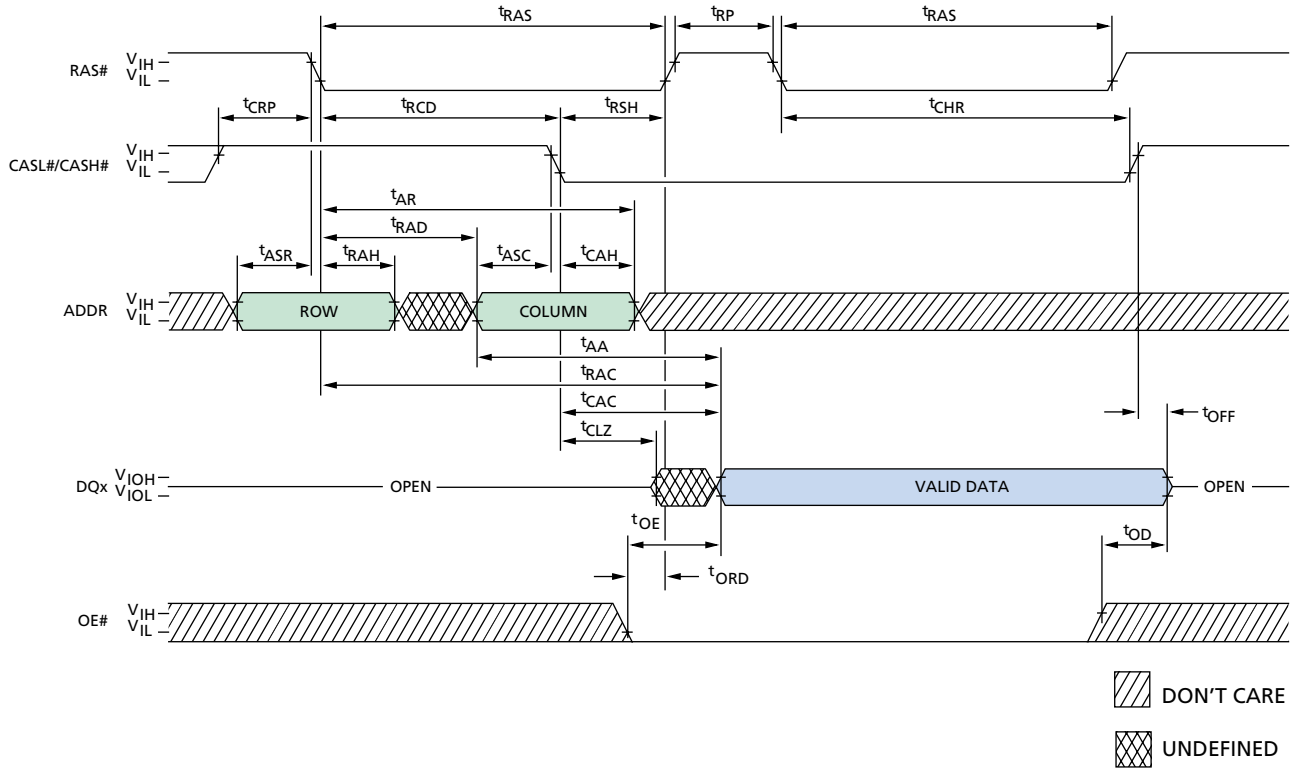 tRAS tRP tRAS
RAS# VIH
VIL
tCRP tRCD tRSH tCHR
CASL#/CASH# VIH
VIL
tAR
tRAD
tASR tRAH tASC tCAH
ADDR VIH
VIL
ROW COLUMN
tAA
tRAC
tCAC
tOFF
tCLZ
DQx VIOH
VIOL
OPEN VALID DATA OPEN
tOE tOD
tORD
OE# VIH
VIL
DON'T CARE
UNDEFINED